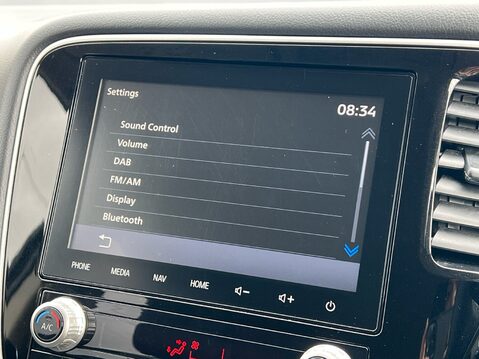 Settings
08:34
Sound Control
Volume
DAB
FM/AM
Display
Bluetooth
PHONE MEDIA NAV HOME
A/C